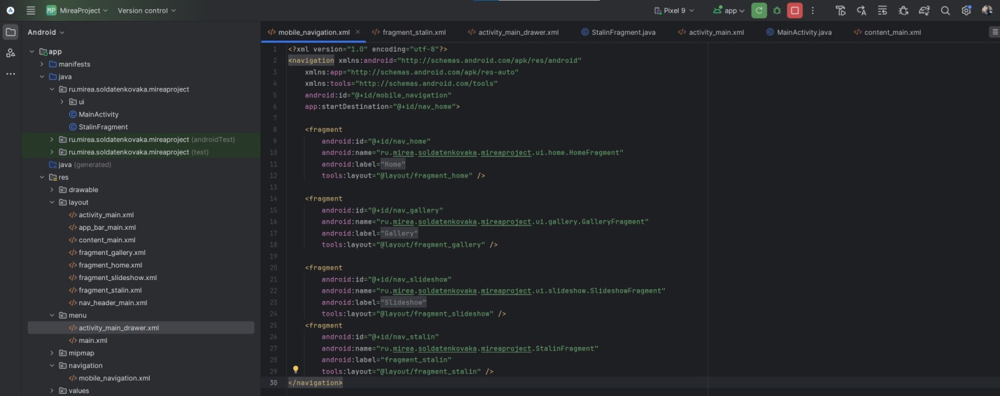 MP MireaProject Version control Pixel 9 app
Android
app
manifests
java
ru.mirea.soldatenkovaka.mireaproject
ui
MainActivity
StalinFragment
ru.mirea.soldatenkovaka.mireaproject (androidTest)
ru.mirea.soldatenkovaka.mireaproject (test)
java (generated)
res
drawable
layout
activity_main.xml
app_bar_main.xml
content_main.xml
fragment_gallery.xml
fragment_home.xml
fragment_slideshow.xml
fragment_stalin.xml
nav_header_main.xml
menu
activity_main_drawer.xml
main.xml
mipmap
navigation
mobile_navigation.xml
values
mobile_navigation.xml fragment_stalin.xml activity_main_drawer.xml StalinFragment.java activity_main.xml MainActivity.java content_main.xml
1 <?xml version="1.0" encoding="utf-8"?>
2 <navigation xmlns:android="http://schemas.android.com/apk/res/android"
3 xmlns:app="http://schemas.android.com/apk/res-auto"
4 xmlns:tools="http://schemas.android.com/tools"
5 android:id="@+id/mobile_navigation"
6 app:startDestination="@+id/nav_home">
7
8 <fragment
9 android:id="@+id/nav_home"
10 android:name="ru.mirea.soldatenkovaka.mireaproject.ui.home.HomeFragment"
11 android:label="Home"
12 tools:layout="@layout/fragment_home" />
13
14 <fragment
15 android:id="@+id/nav_gallery"
16 android:name="ru.mirea.soldatenkovaka.mireaproject.ui.gallery.GalleryFragment"
17 android:label="Gallery"
18 tools:layout="@layout/fragment_gallery" />
19
20 <fragment
21 android:id="@+id/nav_slideshow"
22 android:name="ru.mirea.soldatenkovaka.mireaproject.ui.slideshow.SlideshowFragment"
23 android:label="Slideshow"
24 tools:layout="@layout/fragment_slideshow" />
25 <fragment
26 android:id="@+id/nav_stalin"
27 android:name="ru.mirea.soldatenkovaka.mireaproject.StalinFragment"
28 android:label="fragment_stalin"
29 tools:layout="@layout/fragment_stalin" />
30 </navigation>